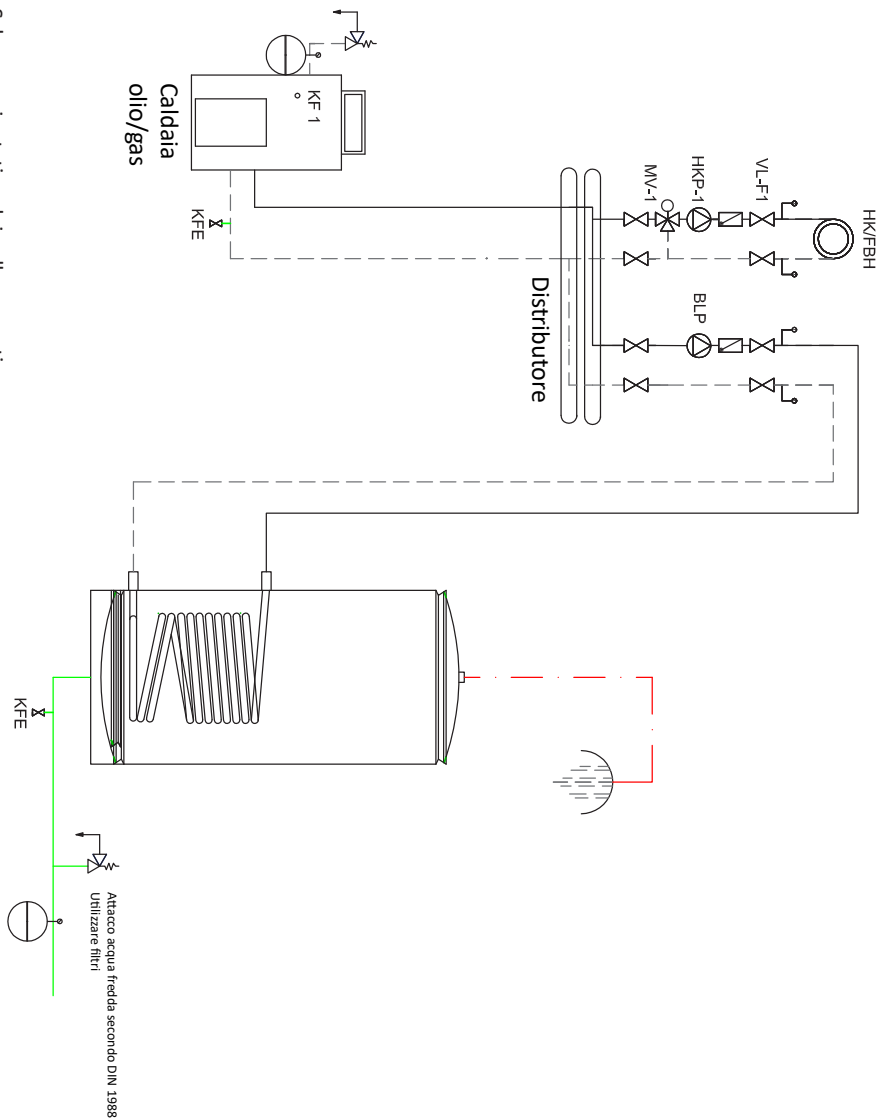 HK/FBH
VL-F1
HKP-1
MV-1
BLP
Distributore
KF 1
Caldaia
olio/gas
KFE
KFE
Attacco acqua fredda secondo DIN 1988
Utilizzare filtri